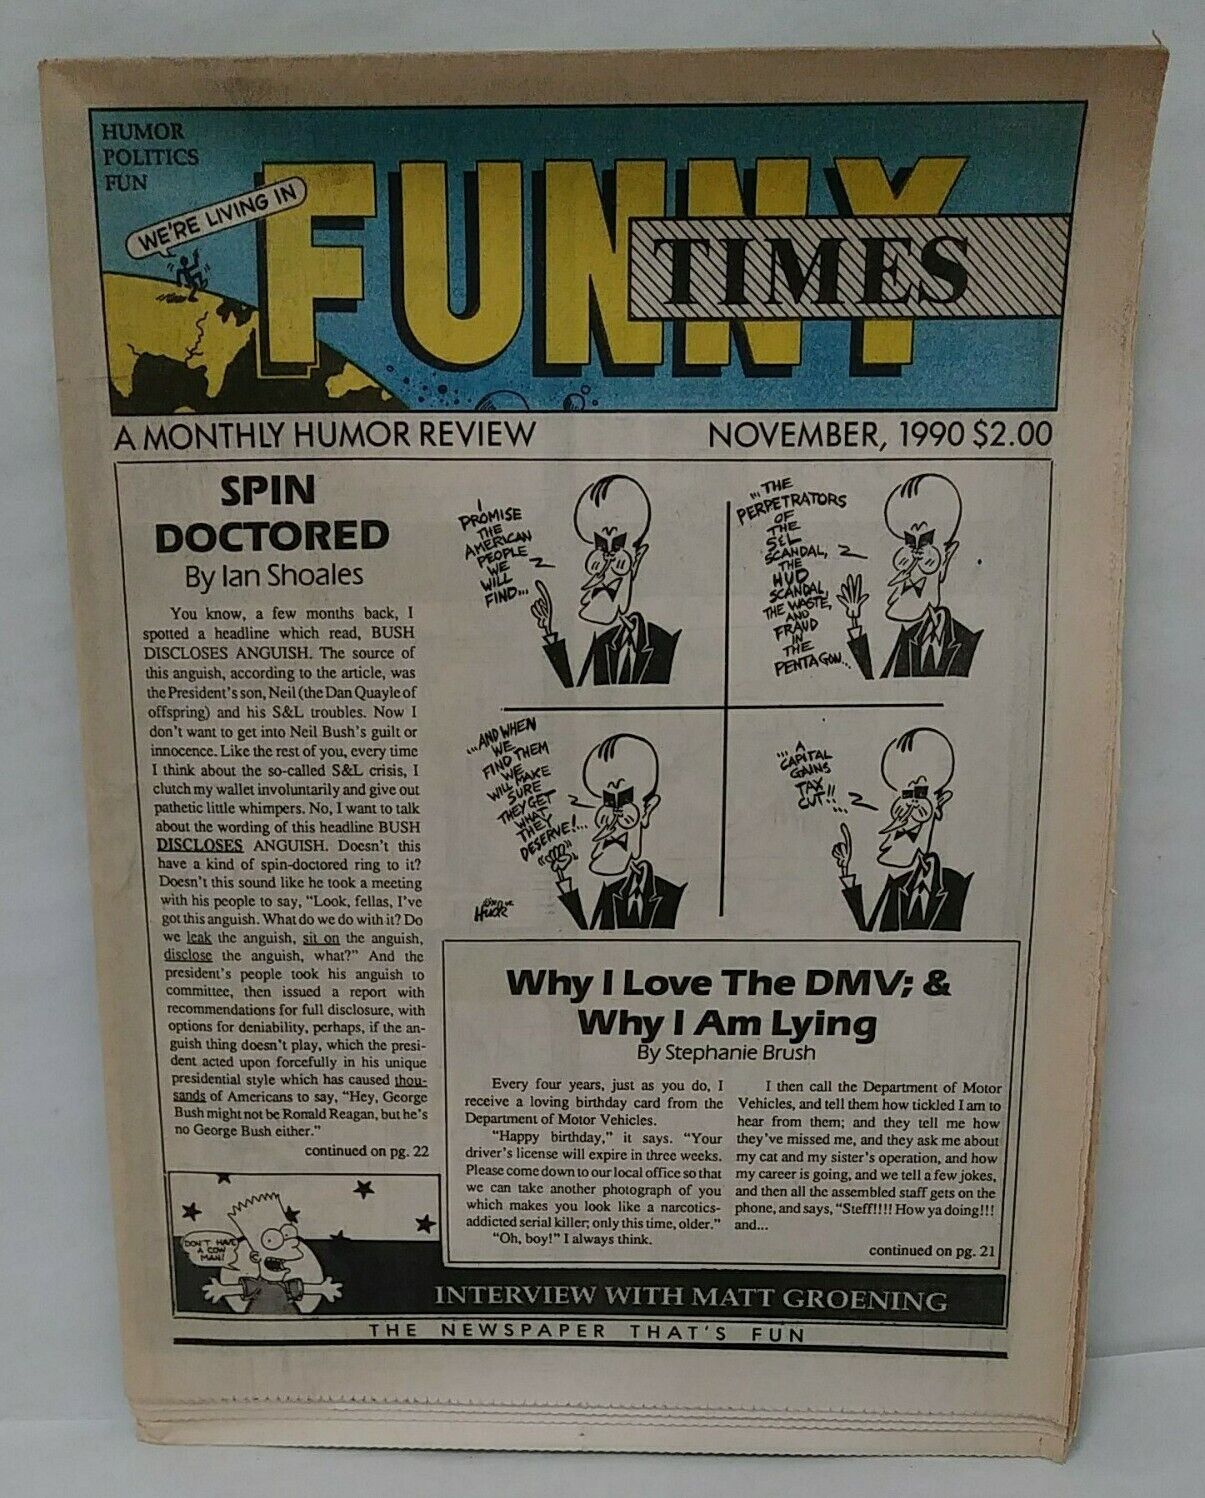 HUMOR
POLITICS
FUN
WE'RE LIVING IN
FUNNY
TIMES
A MONTHLY HUMOR REVIEW
NOVEMBER, 1990 $2.00
SPIN
DOCTORED
By Ian Shoales
You know, a few months back, I
spotted a headline which read, BUSH
DISCLOSES ANGUISH. The source of
this anguish, according to the article, was
the President's son, Neil (the Dan Quayle of
offspring) and his S&L troubles. Now I
don't want to get into Neil Bush's guilt or
innocence. Like the rest of you, every time
I think about the so-called S&L crisis, I
clutch my wallet involuntarily and give out
pathetic little whimpers. No, I want to talk
about the wording of this headline BUSH
DISCLOSES ANGUISH. Doesn't this
have a kind of spin-doctored ring to it?
Doesn't this sound like he took a meeting
with his people to say, "Look, fellas, I've
got this anguish. What do we do with it? Do
we leak the anguish, sit on the anguish,
disclose the anguish, what?" And the
president's people took his anguish to
committee, then issued a report with
recommendations for full disclosure, with
options for deniability, perhaps, if the an-
guish thing doesn't play, which the presi-
dent acted upon forcefully in his unique
presidential style which has caused thou-
sands of Americans to say, "Hey, George
Bush might not be Ronald Reagan, but he's
no George Bush either."
continued on pg. 22
I
PROMISE
THE
AMERICAN
PEOPLE
WE
WILL
FIND...
...THE
PERPETRATORS
OF
THE
S&L
SCANDAL,
THE
HUD
SCANDAL,
THE WASTE,
AND
FRAUD
IN
THE
PENTAGON...
...AND WHEN
WE
FIND THEM
WE
WILL MAKE
SURE
THEY GET
WHAT
THEY
DESERVE!...
HUCK
...A
CAPITAL
GAINS
TAX
CUT!!
Why I Love The DMV; &
Why I Am Lying
By Stephanie Brush
Every four years, just as you do, I
receive a loving birthday card from the
Department of Motor Vehicles.
"Happy birthday," it says. "Your
driver's license will expire in three weeks.
Please come down to our local office so that
we can take another photograph of you
which makes you look like a narcotics-
addicted serial killer; only this time, older."
"Oh, boy!" I always think.
I then call the Department of Motor
Vehicles, and tell them how tickled I am to
hear from them; and they tell me how
they've missed me, and they ask me about
my cat and my sister's operation, and how
my career is going, and we tell a few jokes,
and then all the assembled staff gets on the
phone, and says, "Steff!!!! How ya doing!!!
and...
continued on pg. 21
DON'T HAVE
A COW
MAN!
INTERVIEW WITH MATT GROENING
THE NEWSPAPER THAT'S FUN